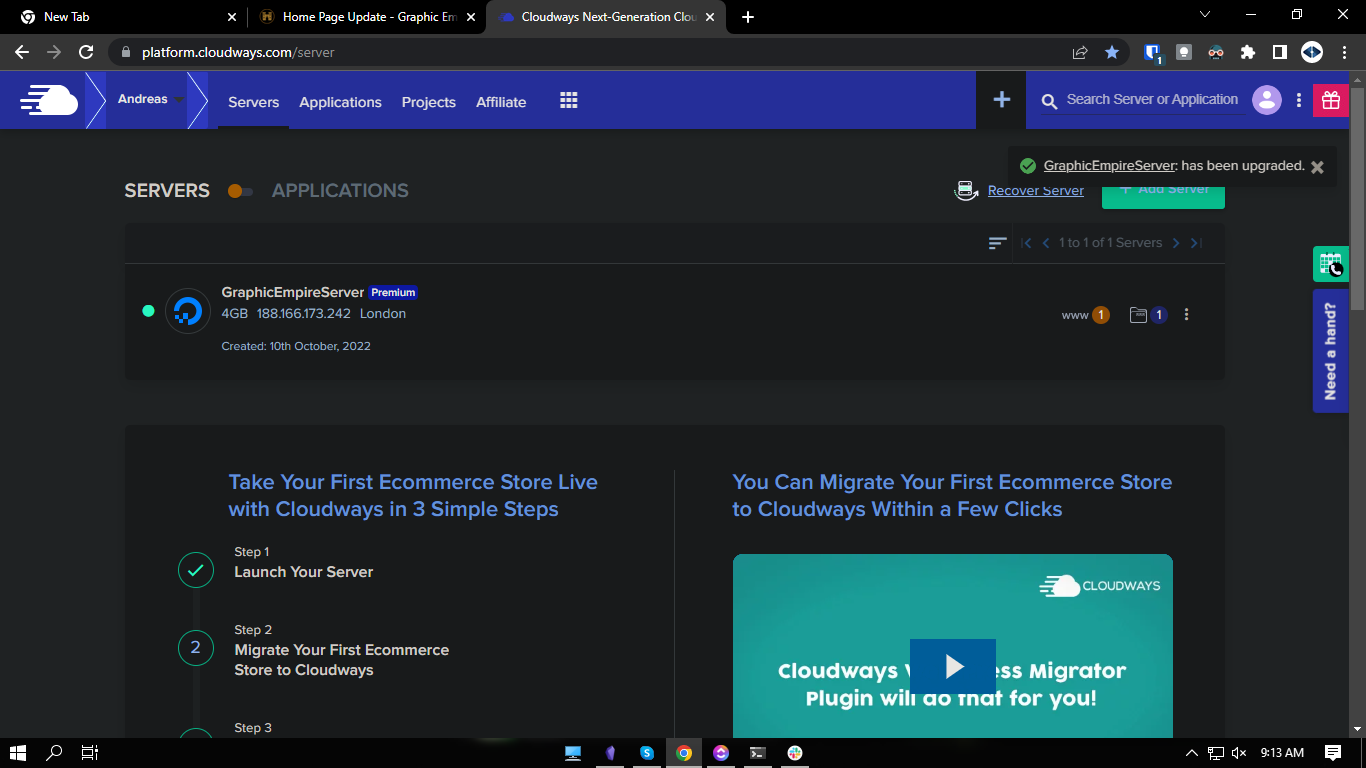 New Tab
Home Page Update - Graphic Em
Cloudways Next-Generation Clou
platform.cloudways.com/server
1
Andreas
Servers
Applications
Projects
Affiliate
Search Server or Application
GraphicEmpireServer: has been upgraded.
SERVERS
APPLICATIONS
Recover Server
+ Add Server
1 to 1 of 1 Servers
GraphicEmpireServer Premium
4GB 188.166.173.242 London
Created: 10th October, 2022
www 1
1
Need a hand?
Take Your First Ecommerce Store Live
with Cloudways in 3 Simple Steps
Step 1
Launch Your Server
Step 2
2
Migrate Your First Ecommerce
Store to Cloudways
Step 3
You Can Migrate Your First Ecommerce Store
to Cloudways Within a Few Clicks
CLOUDWAYS
Cloudways ess Migrator
Plugin will do that for you!
9:13 AM